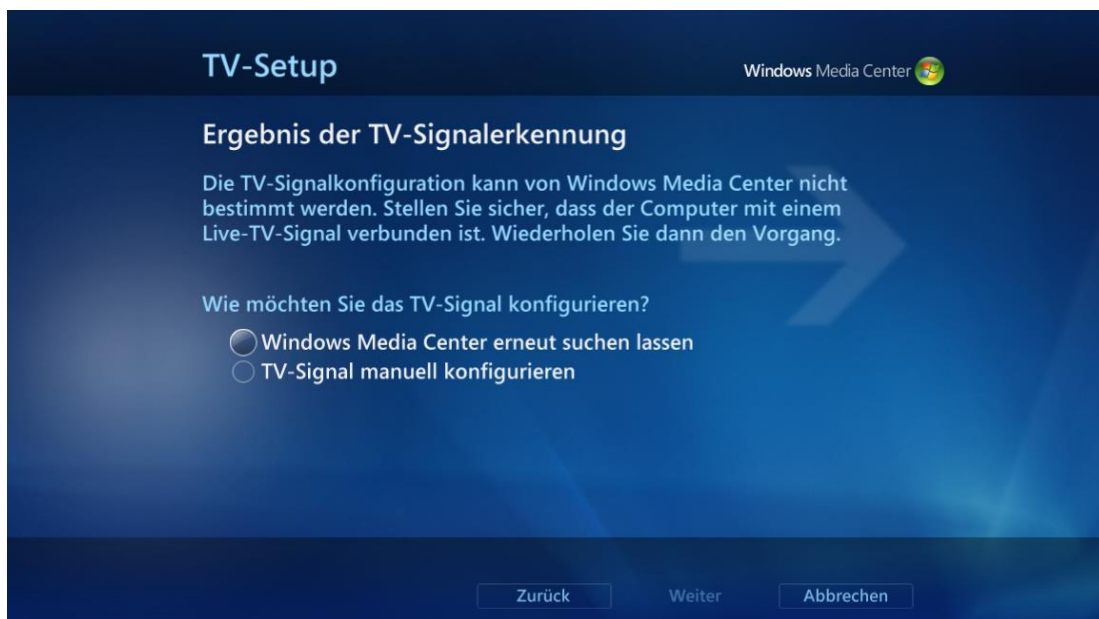 TV-Setup
Windows Media Center
Ergebnis der TV-Signalerkennung
Die TV-Signalkonfiguration kann von Windows Media Center nicht
bestimmt werden. Stellen Sie sicher, dass der Computer mit einem
Live-TV-Signal verbunden ist. Wiederholen Sie dann den Vorgang.
Wie möchten Sie das TV-Signal konfigurieren?
Windows Media Center erneut suchen lassen
TV-Signal manuell konfigurieren
Zurück Weiter Abbrechen